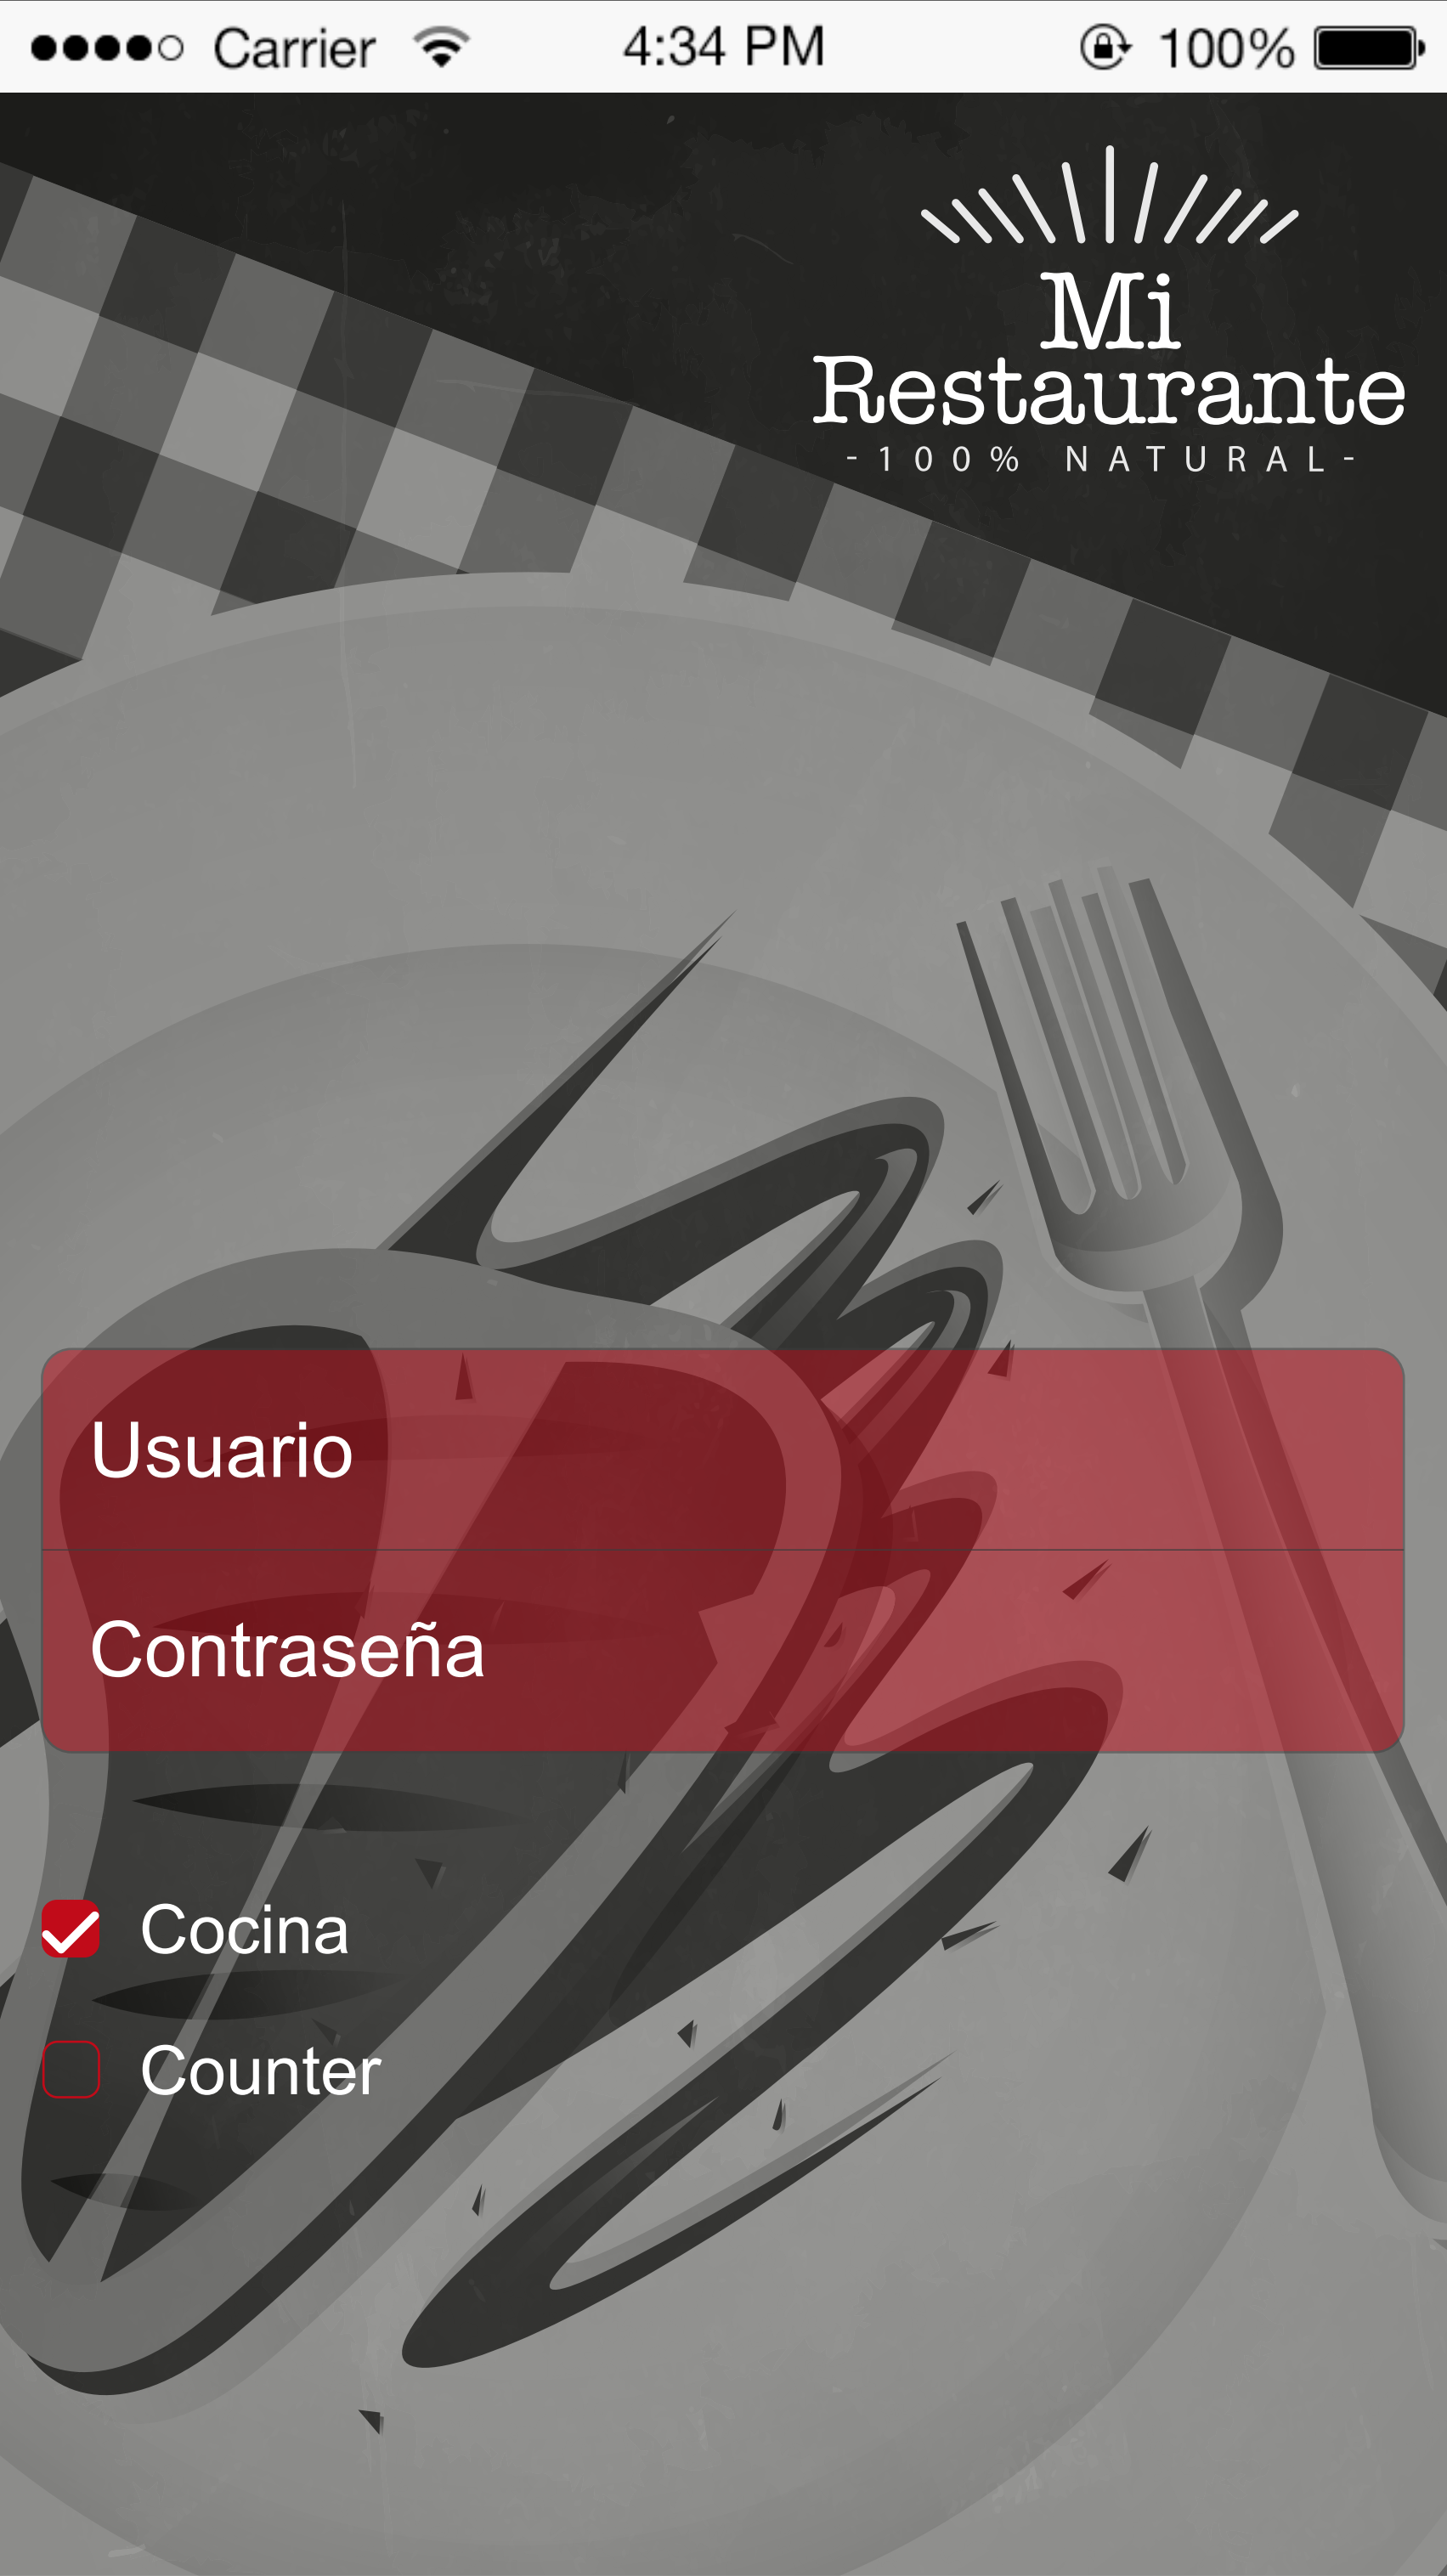 Carrier 4:34 PM 100%
Mi
Restaurante
-100% NATURAL-
Usuario
Contraseña
Cocina
Counter